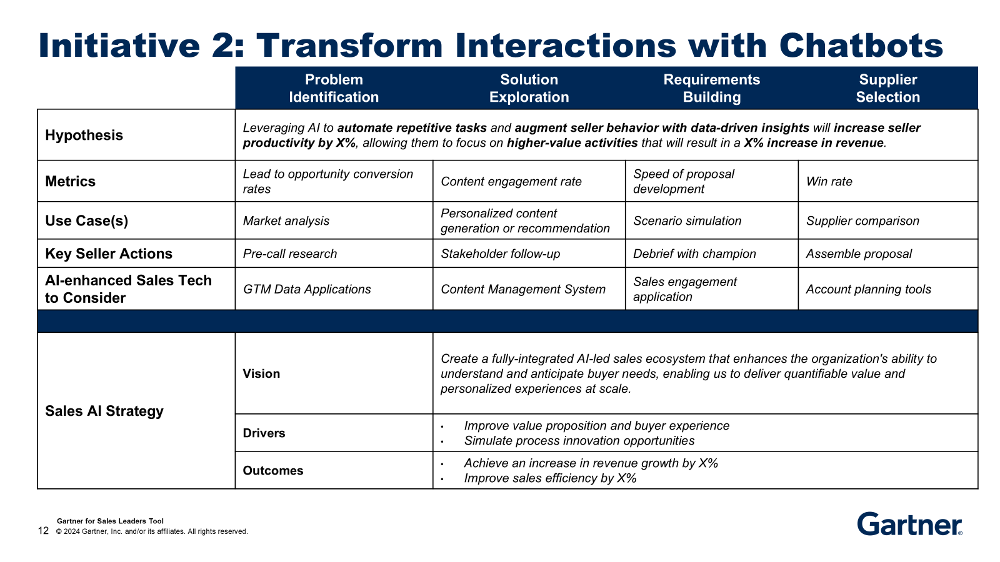 Initiative 2: Transform Interactions with Chatbots
Problem
Identification
Solution
Exploration
Requirements
Building
Supplier
Selection
Hypothesis
Leveraging AI to automate repetitive tasks and augment seller behavior with data-driven insights will increase seller
productivity by X%, allowing them to focus on higher-value activities that will result in a X% increase in revenue.
Metrics
Lead to opportunity conversion
rates
Content engagement rate
Speed of proposal
development
Win rate
Use Case(s)
Market analysis
Personalized content
generation or recommendation
Scenario simulation
Supplier comparison
Key Seller Actions
Pre-call research
Stakeholder follow-up
Debrief with champion
Assemble proposal
AI-enhanced Sales Tech
to Consider
GTM Data Applications
Content Management System
Sales engagement
application
Account planning tools
Sales AI Strategy
Vision
Create a fully-integrated AI-led sales ecosystem that enhances the organization's ability to
understand and anticipate buyer needs, enabling us to deliver quantifiable value and
personalized experiences at scale.
Drivers
• Improve value proposition and buyer experience
• Simulate process innovation opportunities
Outcomes
• Achieve an increase in revenue growth by X%
• Improve sales efficiency by X%
Gartner for Sales Leaders Tool
12 © 2024 Gartner, Inc. and/or its affiliates. All rights reserved.
Gartner®